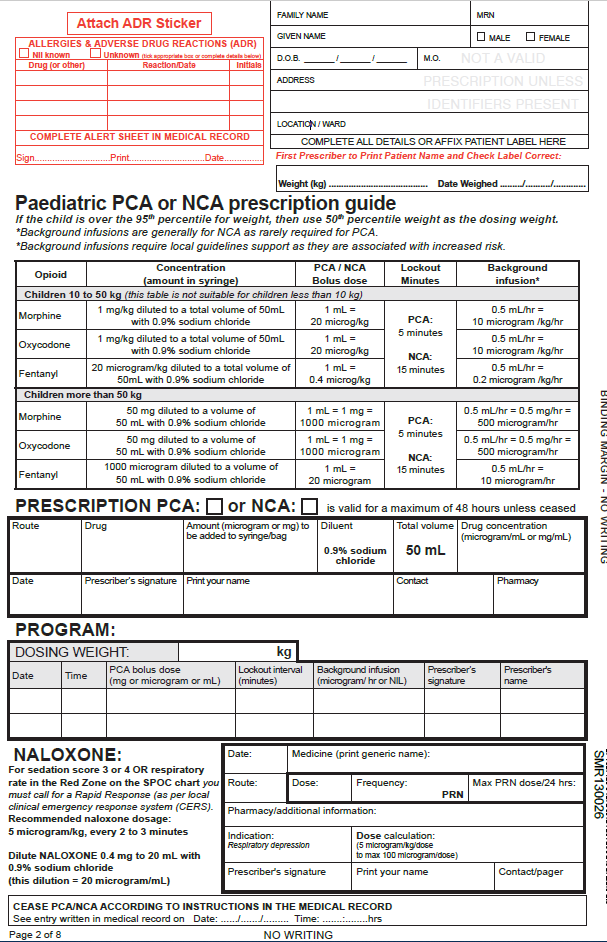 Attach ADR Sticker
ALLERGIES & ADVERSE DRUG REACTIONS (ADR)
Nil known Unknown (tick appropriate box or complete details below)
Drug (or other) Reaction/Date Initials
COMPLETE ALERT SHEET IN MEDICAL RECORD
Sign..............................Print............................Date...............
FAMILY NAME MRN
GIVEN NAME MALE FEMALE
D.O.B. ______ / ______ / ______ M.O. NOT A VALID
ADDRESS PRESCRIPTION UNLESS
IDENTIFIERS PRESENT
LOCATION / WARD
COMPLETE ALL DETAILS OR AFFIX PATIENT LABEL HERE
First Prescriber to Print Patient Name and Check Label Correct:
Weight (kg) ....................................... Date Weighed ........./........../.............
Paediatric PCA or NCA prescription guide
If the child is over the 95th percentile for weight, then use 50th percentile weight as the dosing weight.
*Background infusions are generally for NCA as rarely required for PCA.
*Background infusions require local guidelines support as they are associated with increased risk.
Opioid Concentration (amount in syringe) PCA / NCA Bolus dose Lockout Minutes Background infusion*
Children 10 to 50 kg (this table is not suitable for children less than 10 kg)
Morphine 1 mg/kg diluted to a total volume of 50mL with 0.9% sodium chloride 1 mL = 20 microg/kg PCA: 5 minutes 0.5 mL/hr = 10 microgram /kg/hr
Oxycodone 1 mg/kg diluted to a total volume of 50mL with 0.9% sodium chloride 1 mL = 20 microg/kg 0.5 mL/hr = 10 microgram /kg/hr
Fentanyl 20 microgram/kg diluted to a total volume of 50mL with 0.9% sodium chloride 1 mL = 0.4 microg/kg NCA: 15 minutes 0.5 mL/hr = 0.2 microgram /kg/hr
Children more than 50 kg
Morphine 50 mg diluted to a volume of 50 mL with 0.9% sodium chloride 1 mL = 1 mg = 1000 microgram PCA: 5 minutes 0.5 mL/hr = 0.5 mg/hr = 500 microgram/hr
Oxycodone 50 mg diluted to a volume of 50 mL with 0.9% sodium chloride 1 mL = 1 mg = 1000 microgram 0.5 mL/hr = 0.5 mg/hr = 500 microgram/hr
Fentanyl 1000 microgram diluted to a volume of 50 mL with 0.9% sodium chloride 1 mL = 20 microgram NCA: 15 minutes 0.5 mL/hr = 10 microgram/hr
PRESCRIPTION PCA: or NCA: is valid for a maximum of 48 hours unless ceased
Route Drug Amount (microgram or mg) to be added to syringe/bag Diluent 0.9% sodium chloride Total volume 50 mL Drug concentration (microgram/mL or mg/mL)
Date Prescriber's signature Print your name Contact Pharmacy
PROGRAM:
DOSING WEIGHT: kg
Date Time PCA bolus dose (mg or microgram or mL) Lockout interval (minutes) Background infusion (microgram/ hr or NIL) Prescriber's signature Prescriber's name
NALOXONE:
For sedation score 3 or 4 OR respiratory
rate in the Red Zone on the SPOC chart you
must call for a Rapid Response (as per local
clinical emergency response system (CERS).
Recommended naloxone dosage:
5 microgram/kg, every 2 to 3 minutes
Dilute NALOXONE 0.4 mg to 20 mL with
0.9% sodium chloride
(this dilution = 20 microgram/mL)
Date: Medicine (print generic name):
Route: Dose: Frequency: PRN Max PRN dose/24 hrs:
Pharmacy/additional information:
Indication: Respiratory depression Dose calculation: (5 microgram/kg/dose to max 100 microgram/dose)
Prescriber's signature Print your name Contact/pager
CEASE PCA/NCA ACCORDING TO INSTRUCTIONS IN THE MEDICAL RECORD
See entry written in medical record on Date: ....../......./......... Time: .......:........hrs
Page 2 of 8 NO WRITING
BINDING MARGIN - NO WRITING
SMR130026